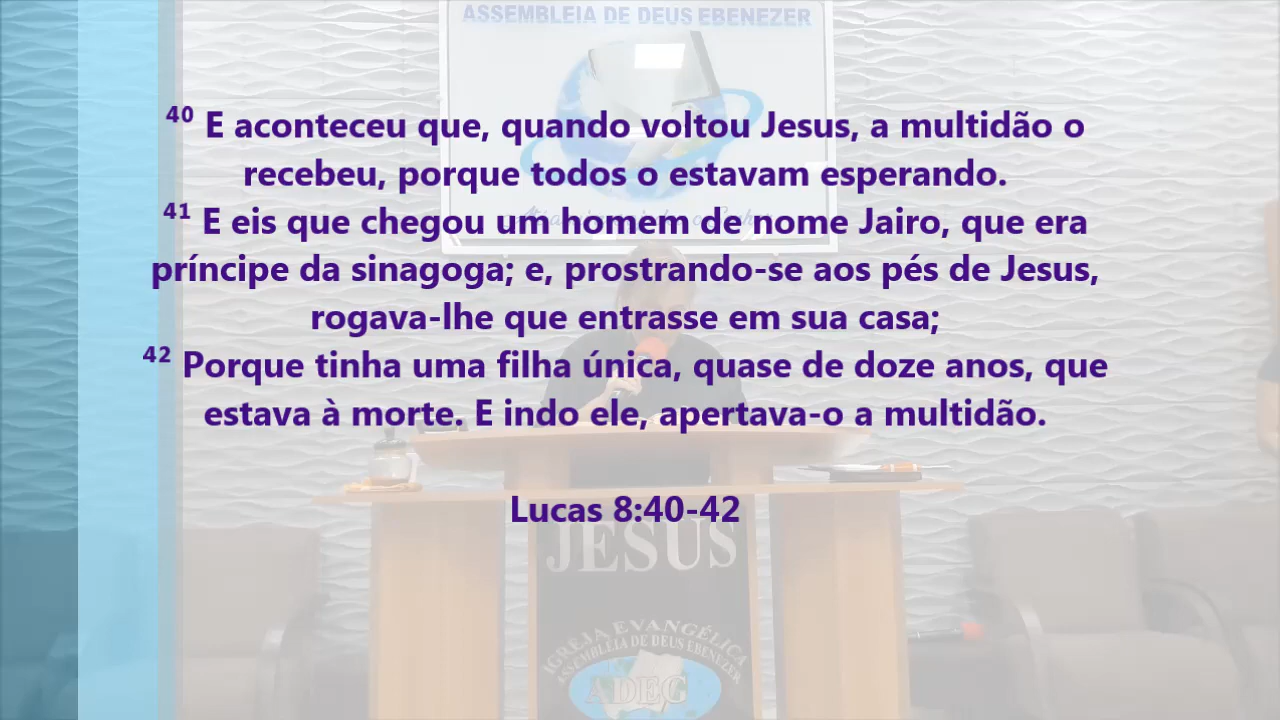 ASSEMBLEIA DE DEUS EBENEZER
40 E aconteceu que, quando voltou Jesus, a multidão o
recebeu, porque todos o estavam esperando.
41 E eis que chegou um homem de nome Jairo, que era
príncipe da sinagoga; e, prostrando-se aos pés de Jesus,
rogava-lhe que entrasse em sua casa;
42 Porque tinha uma filha única, quase de doze anos, que
estava à morte. E indo ele, apertava-o a multidão.
Lucas 8:40-42
JESUS
IGREJA EVANGÉLICA
ASSEMBLÉIA DE DEUS EBENEZER
ADEG